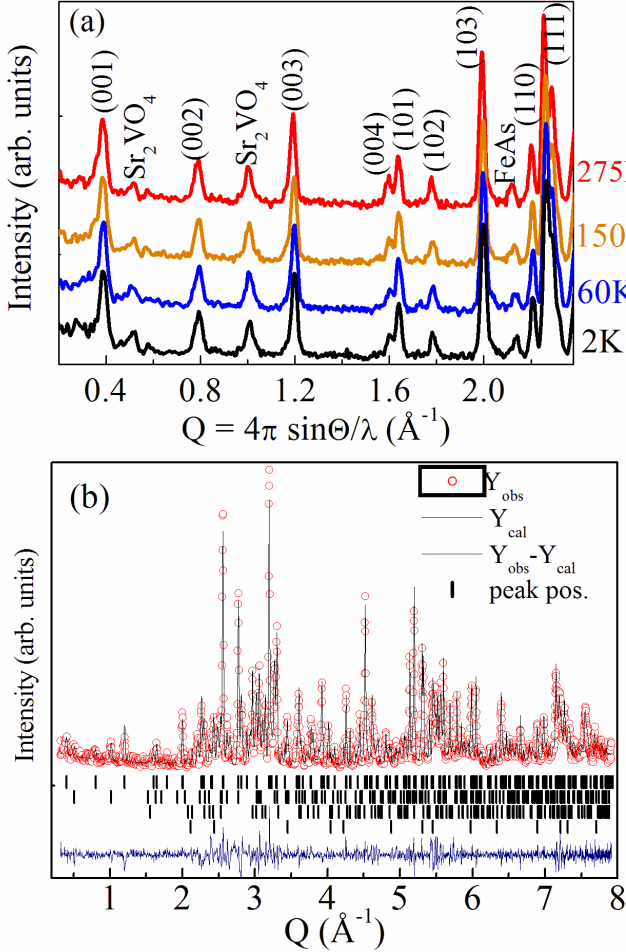 (a)
(001)
Sr2VO4
(002)
Sr2VO4
(003)
(004)
(101)
(102)
(103)
FeAs
(110)
(111)
275
150
60K
2K
Intensity (arb. units)
0.4 0.8 1.2 1.6 2.0
Q = 4π sinΘ/λ (Å-1)
(b)
Yobs
Ycal
Yobs-Ycal
peak pos.
Intensity (arb. units)
1 2 3 4 5 6 7 8
Q (Å-1)